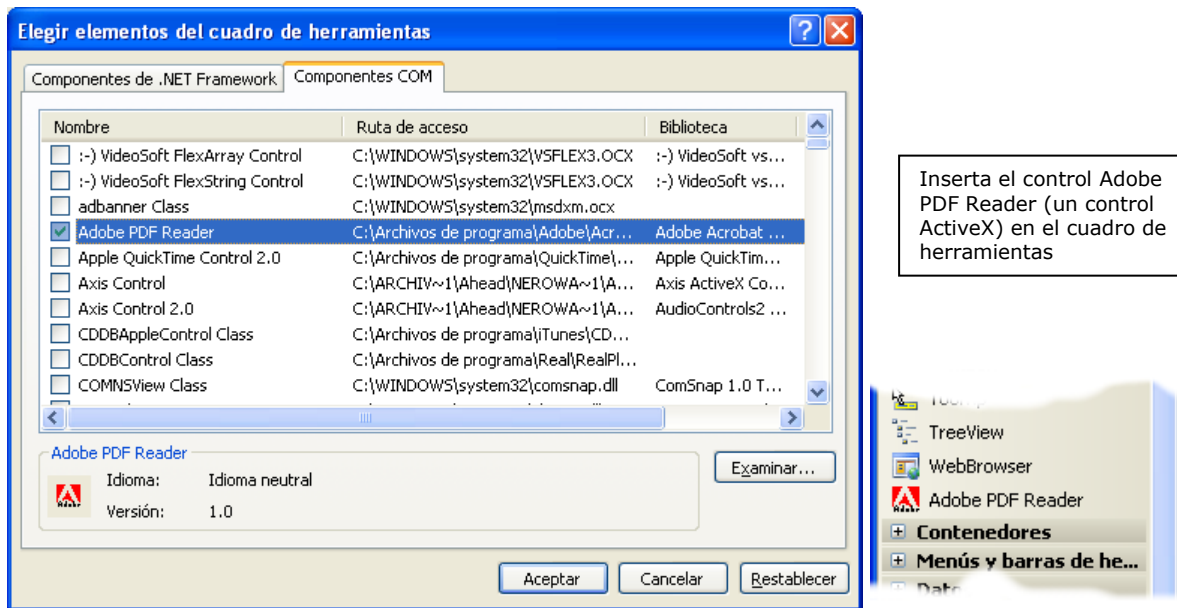 Elegir elementos del cuadro de herramientas
Componentes de .NET Framework Componentes COM
Nombre Ruta de acceso Biblioteca
:-) VideoSoft FlexArray Control C:\WINDOWS\system32\VSFLEX3.OCX :-) VideoSoft vs...
:-) VideoSoft FlexString Control C:\WINDOWS\system32\VSFLEX3.OCX :-) VideoSoft vs...
adbanner Class C:\WINDOWS\system32\msdxm.ocx
Adobe PDF Reader C:\Archivos de programa\Adobe\Acr... Adobe Acrobat ...
Apple QuickTime Control 2.0 C:\Archivos de programa\QuickTime\... Apple QuickTim...
Axis Control C:\ARCHIV~1\Ahead\NEROWA~1\A... Axis ActiveX Co...
Axis Control 2.0 C:\ARCHIV~1\Ahead\NEROWA~1\A... AudioControls2 ...
CDDBAppleControl Class C:\Archivos de programa\iTunes\CD...
CDDBControl Class C:\Archivos de programa\Real\RealPl...
COMNSView Class C:\WINDOWS\system32\comsnap.dll ComSnap 1.0 T...
Adobe PDF Reader
Idioma: Idioma neutral
Versión: 1.0
Examinar...
Aceptar Cancelar Restablecer
Inserta el control Adobe
PDF Reader (un control
ActiveX) en el cuadro de
herramientas
TreeView
WebBrowser
Adobe PDF Reader
Contenedores
Menús y barras de he...